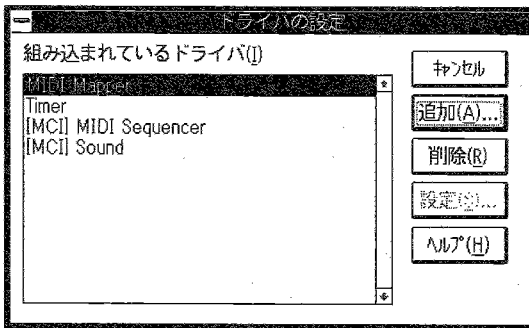 ドライバの設定
組み込まれているドライバ(I)
MIDI Mapper
Timer
[MCI] MIDI Sequencer
[MCI] Sound
キャンセル
追加(A)...
削除(R)
設定(S)...
ヘルプ(H)